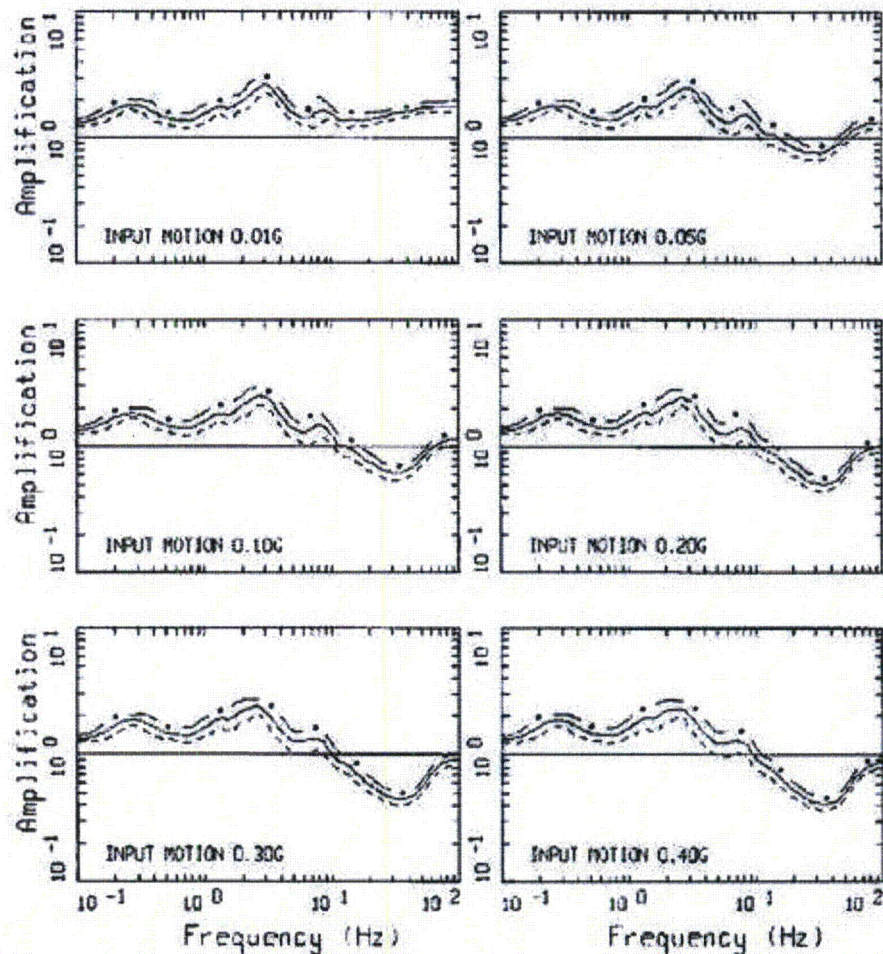 Amplification
10^1
10^0
10^-1
INPUT MOTION 0.01G
10^1
10^0
10^-1
INPUT MOTION 0.05G
Amplification
10^1
10^0
10^-1
INPUT MOTION 0.10G
10^1
10^0
10^-1
INPUT MOTION 0.20G
Amplification
10^1
10^0
10^-1
INPUT MOTION 0.30G
10^1
10^0
10^-1
INPUT MOTION 0.40G
10^-1
10^0
10^1
10^2
Frequency (Hz)
10^-1
10^0
10^1
10^2
Frequency (Hz)